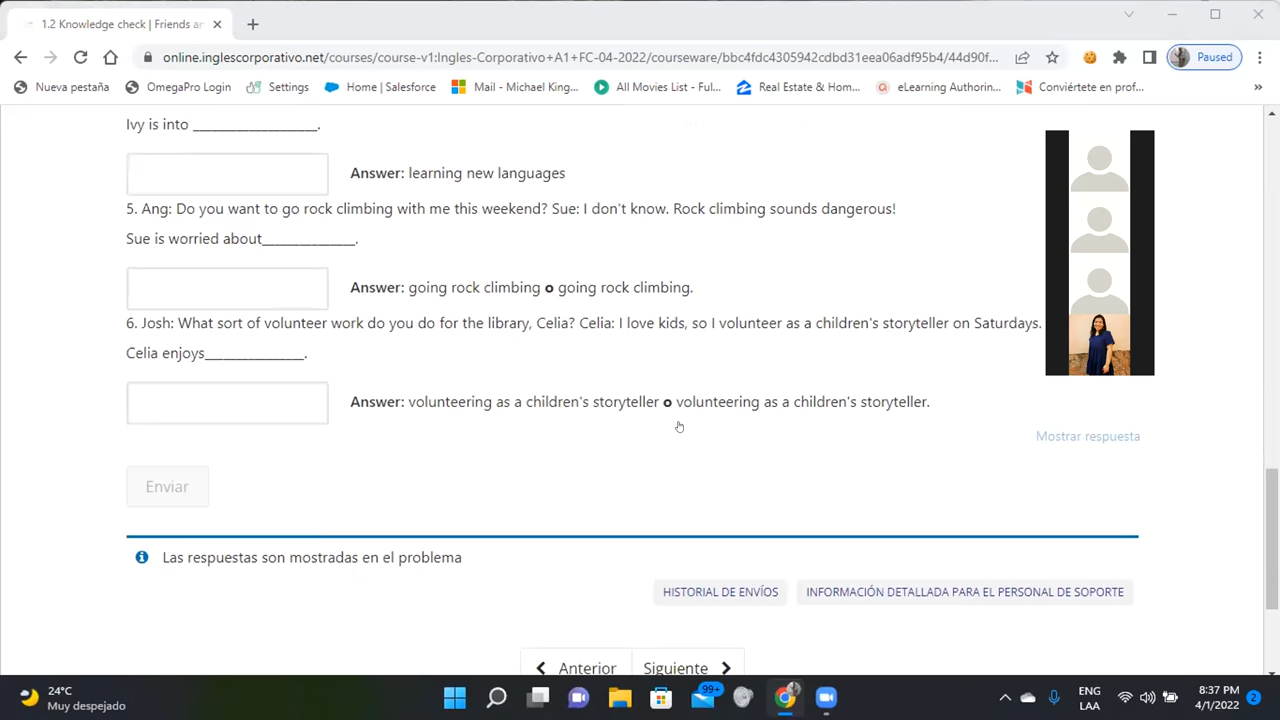 1.2 Knowledge check | Friends ar
online.inglescorporativo.net/courses/course-v1:Ingles-Corporativo+A1+FC-04-2022/courseware/bbc4fdc4305942cdbd31eea06adf95b4/44d90f...
Paused
Nueva pestaña
OmegaPro Login
Settings
Home | Salesforce
Mail - Michael King...
All Movies List - Ful...
Real Estate & Hom...
eLearning Authorin...
Conviértete en prof...
»
Ivy is into ___________________.
Answer: learning new languages
5. Ang: Do you want to go rock climbing with me this weekend? Sue: I don't know. Rock climbing sounds dangerous!
Sue is worried about______________.
Answer: going rock climbing o going rock climbing.
6. Josh: What sort of volunteer work do you do for the library, Celia? Celia: I love kids, so I volunteer as a children's storyteller on Saturdays.
Celia enjoys_______________.
Answer: volunteering as a children's storyteller o volunteering as a children's storyteller.
Mostrar respuesta
Enviar
Las respuestas son mostradas en el problema
HISTORIAL DE ENVÍOS
INFORMACIÓN DETALLADA PARA EL PERSONAL DE SOPORTE
Anterior
Siguiente
24°C
Muy despejado
99+
ENG
LAA
8:37 PM
4/1/2022
2